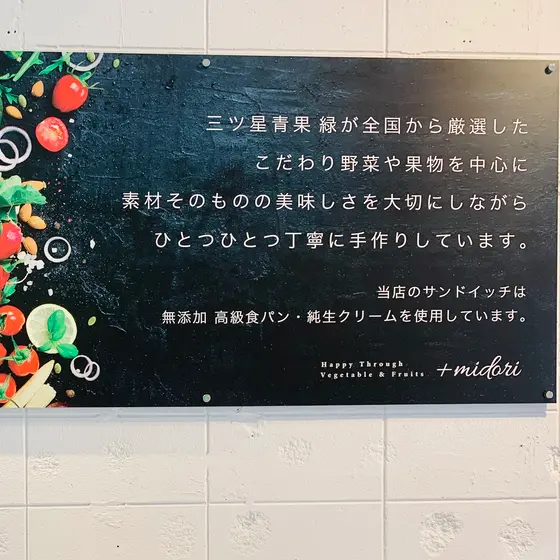 三ツ星青果 緑が全国から厳選した
こだわり野菜や果物を中心に
素材そのものの美味しさを大切にしながら
ひとつひとつ丁寧に手作りしています。
当店のサンドイッチは
無添加 高級食パン・純生クリームを使用しています。
Happy Through
Vegetable & Fruits
+midori